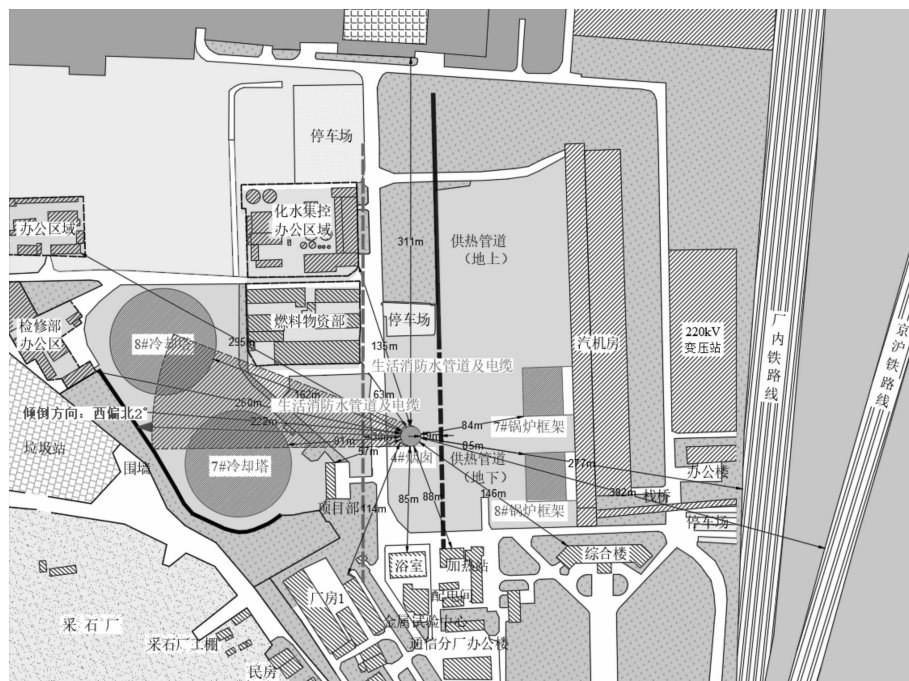 停车场
化水集控
办公区域
办公区域
311m
供热管道
（地上）
检修部
办公区
8#冷却塔
燃料物资部
停车场
汽机房
220kV
变压站
厂内铁路线
京沪铁路线
295m
135m
生活消防水管道及电缆
162m
63m
250m
生活消防水管道及电缆
倾倒方向：西偏北2°
222m
84m
7#锅炉框架
91m
85m
67m
4#烟囱
供热管道
（地下）
277m
垃圾站
围墙
7#冷却塔
办公楼
302m
栈桥
146m
88m
85m
114m
项目部
8#锅炉框架
停车场
浴室
加热站
综合楼
厂房1
配电间
采石厂
金属试验中心
采石厂工棚
通信分厂办公楼
民房